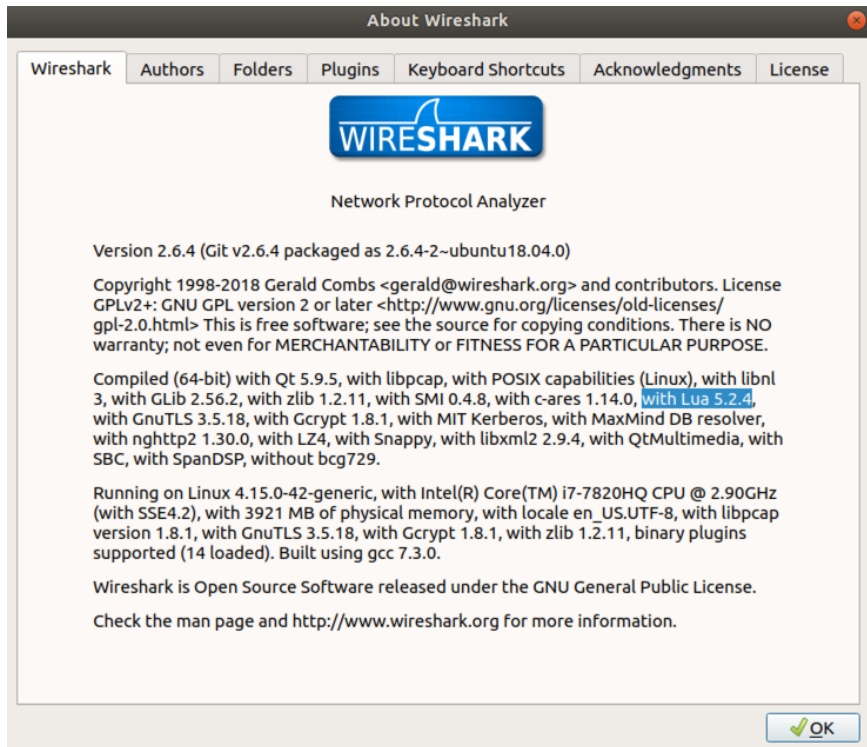 About Wireshark
Wireshark Authors Folders Plugins Keyboard Shortcuts Acknowledgments License
WIRESHARK
Network Protocol Analyzer
Version 2.6.4 (Git v2.6.4 packaged as 2.6.4-2~ubuntu18.04.0)
Copyright 1998-2018 Gerald Combs <gerald@wireshark.org> and contributors. License
GPLv2+: GNU GPL version 2 or later <http://www.gnu.org/licenses/old-licenses/
gpl-2.0.html> This is free software; see the source for copying conditions. There is NO
warranty; not even for MERCHANTABILITY or FITNESS FOR A PARTICULAR PURPOSE.
Compiled (64-bit) with Qt 5.9.5, with libpcap, with POSIX capabilities (Linux), with libnl
3, with GLib 2.56.2, with zlib 1.2.11, with SMI 0.4.8, with c-ares 1.14.0, with Lua 5.2.4,
with GnuTLS 3.5.18, with Gcrypt 1.8.1, with MIT Kerberos, with MaxMind DB resolver,
with nghttp2 1.30.0, with LZ4, with Snappy, with libxml2 2.9.4, with QtMultimedia, with
SBC, with SpanDSP, without bcg729.
Running on Linux 4.15.0-42-generic, with Intel(R) Core(TM) i7-7820HQ CPU @ 2.90GHz
(with SSE4.2), with 3921 MB of physical memory, with locale en_US.UTF-8, with libpcap
version 1.8.1, with GnuTLS 3.5.18, with Gcrypt 1.8.1, with zlib 1.2.11, binary plugins
supported (14 loaded). Built using gcc 7.3.0.
Wireshark is Open Source Software released under the GNU General Public License.
Check the man page and http://www.wireshark.org for more information.
OK